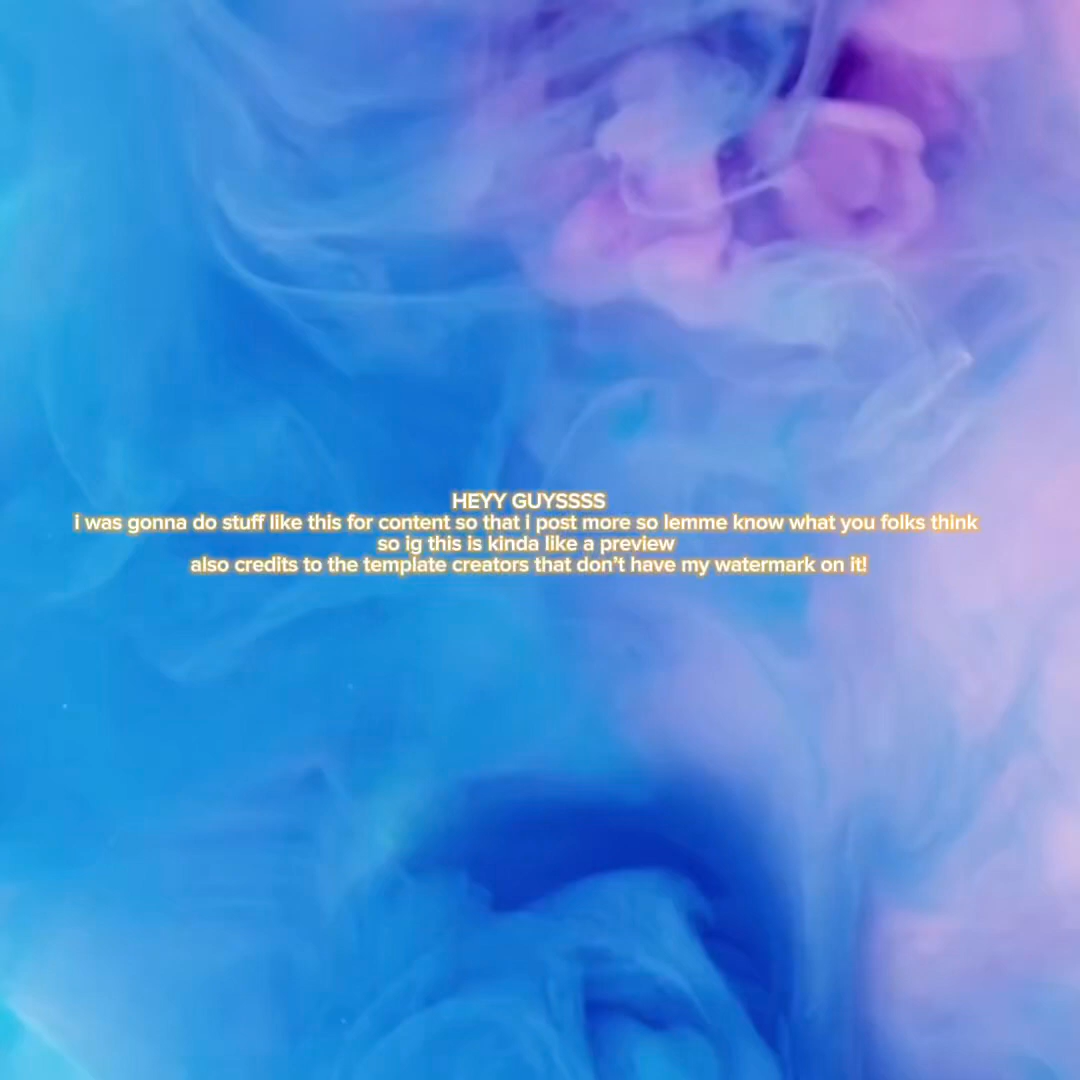 HEYY GUYSSSS
i was gonna do stuff like this for content so that i post more so lemme know what you folks think
so ig this is kinda like a preview
also credits to the template creators that don’t have my watermark on it!